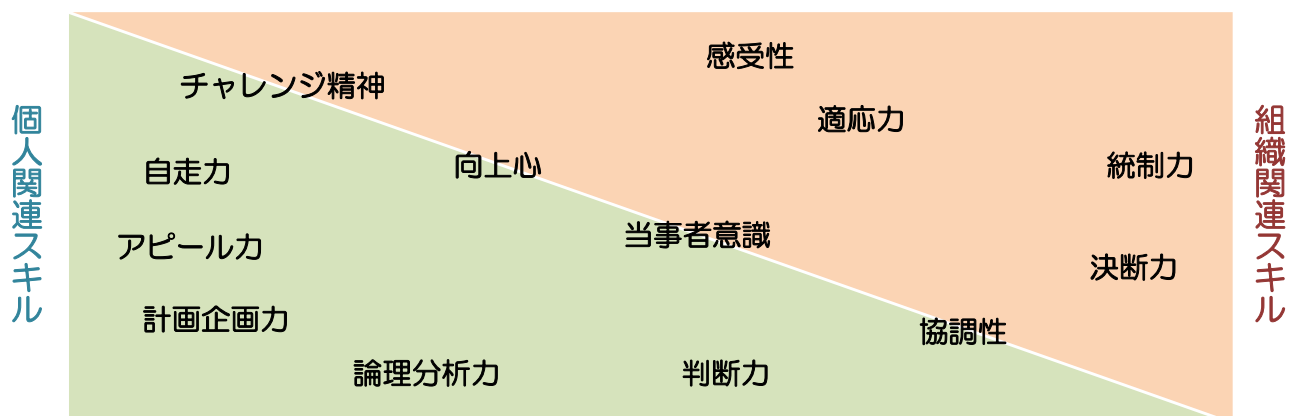 個人関連スキル
チャレンジ精神
感受性
適応力
向上心
統制力
自走力
当事者意識
アピール力
決断力
計画企画力
協調性
論理分析力
判断力
組織関連スキル